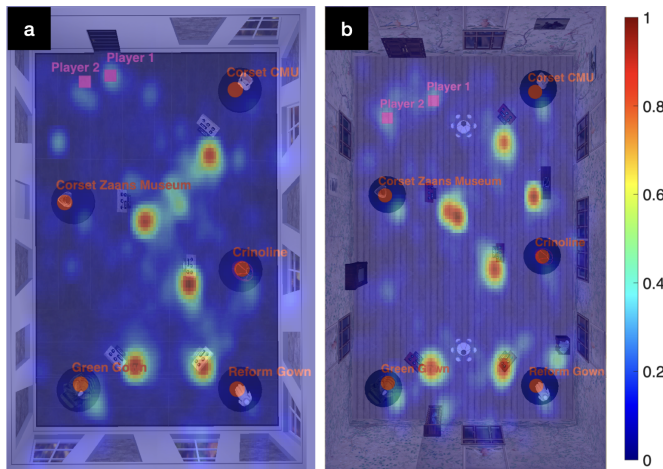 a
Player 2
Player 1
Corset CMU
Corset Zaans Museum
Crinoline
Green Gown
Reform Gown
b
Player 1
Player 2
Corset CMU
Corset Zaans Museum
Crinoline
Green Gown
Reform Gown
1
0.8
0.6
0.4
0.2
0